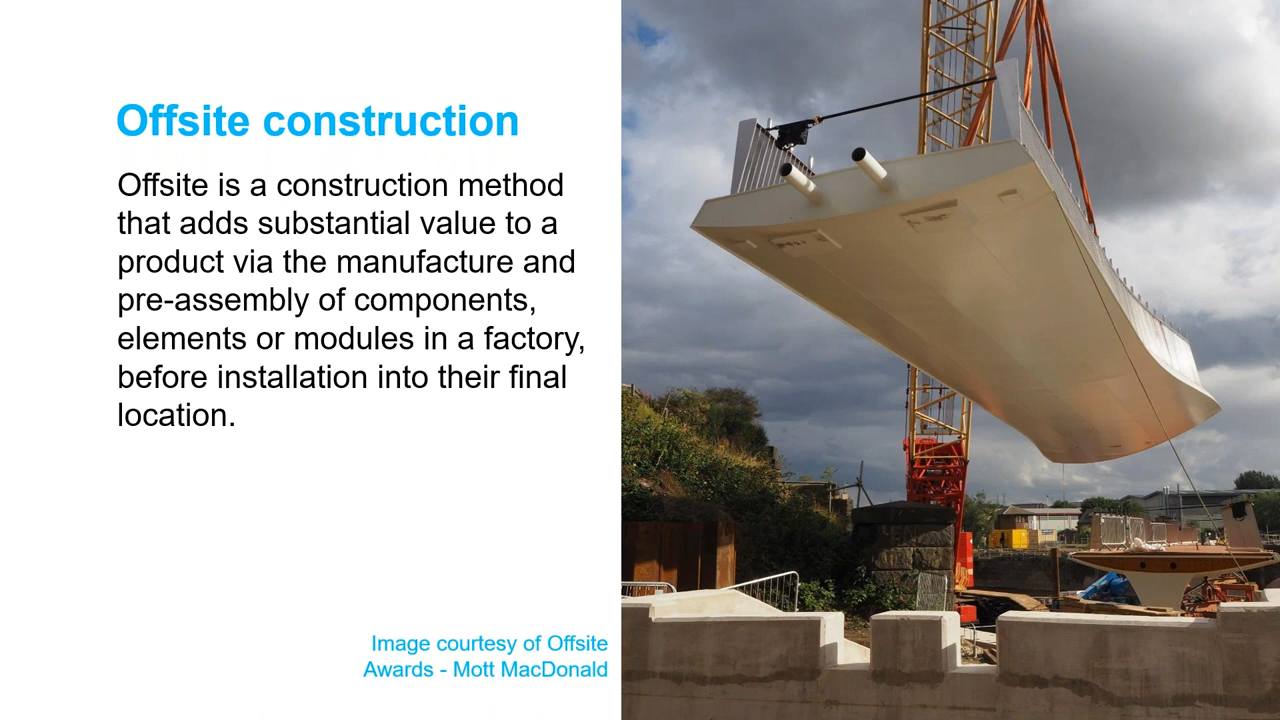 Offsite construction
Offsite is a construction method
that adds substantial value to a
product via the manufacture and
pre-assembly of components,
elements or modules in a factory,
before installation into their final
location.
Image courtesy of Offsite
Awards - Mott MacDonald